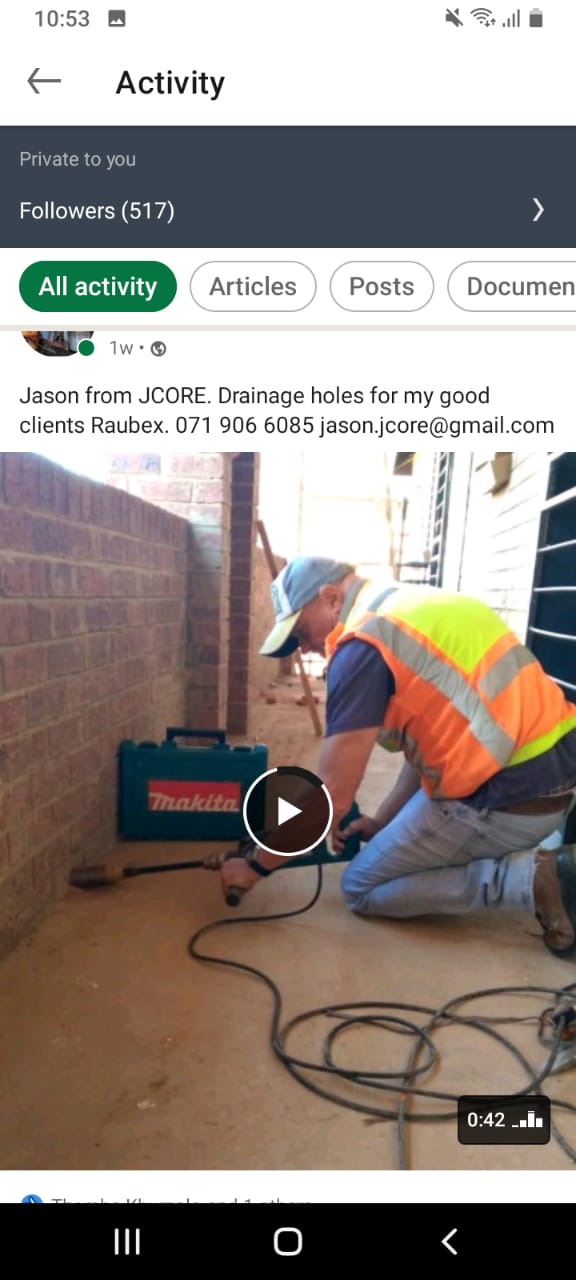 10:53
Activity
Private to you
Followers (517)
All activity
Articles
Posts
Documen
1w •
Jason from JCORE. Drainage holes for my good
clients Raubex. 071 906 6085 jason.jcore@gmail.com
makita
0:42